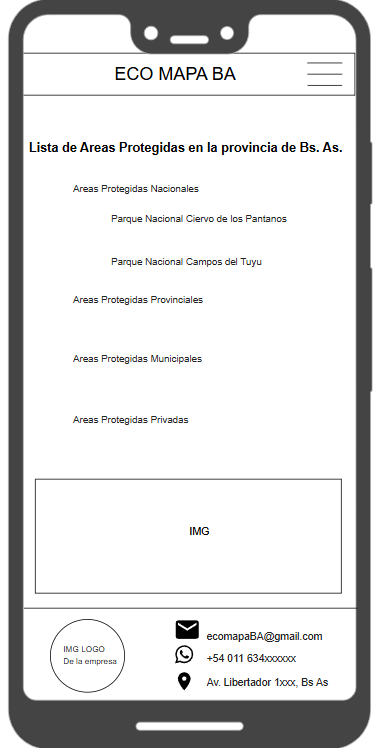 ECO MAPA BA
Lista de Areas Protegidas en la provincia de Bs. As.
Areas Protegidas Nacionales
Parque Nacional Ciervo de los Pantanos
Parque Nacional Campos del Tuyu
Areas Protegidas Provinciales
Areas Protegidas Municipales
Areas Protegidas Privadas
IMG
IMG LOGO
De la empresa
ecomapaBA@gmail.com
+54 011 634xxxxxx
Av. Libertador 1xxx, Bs As